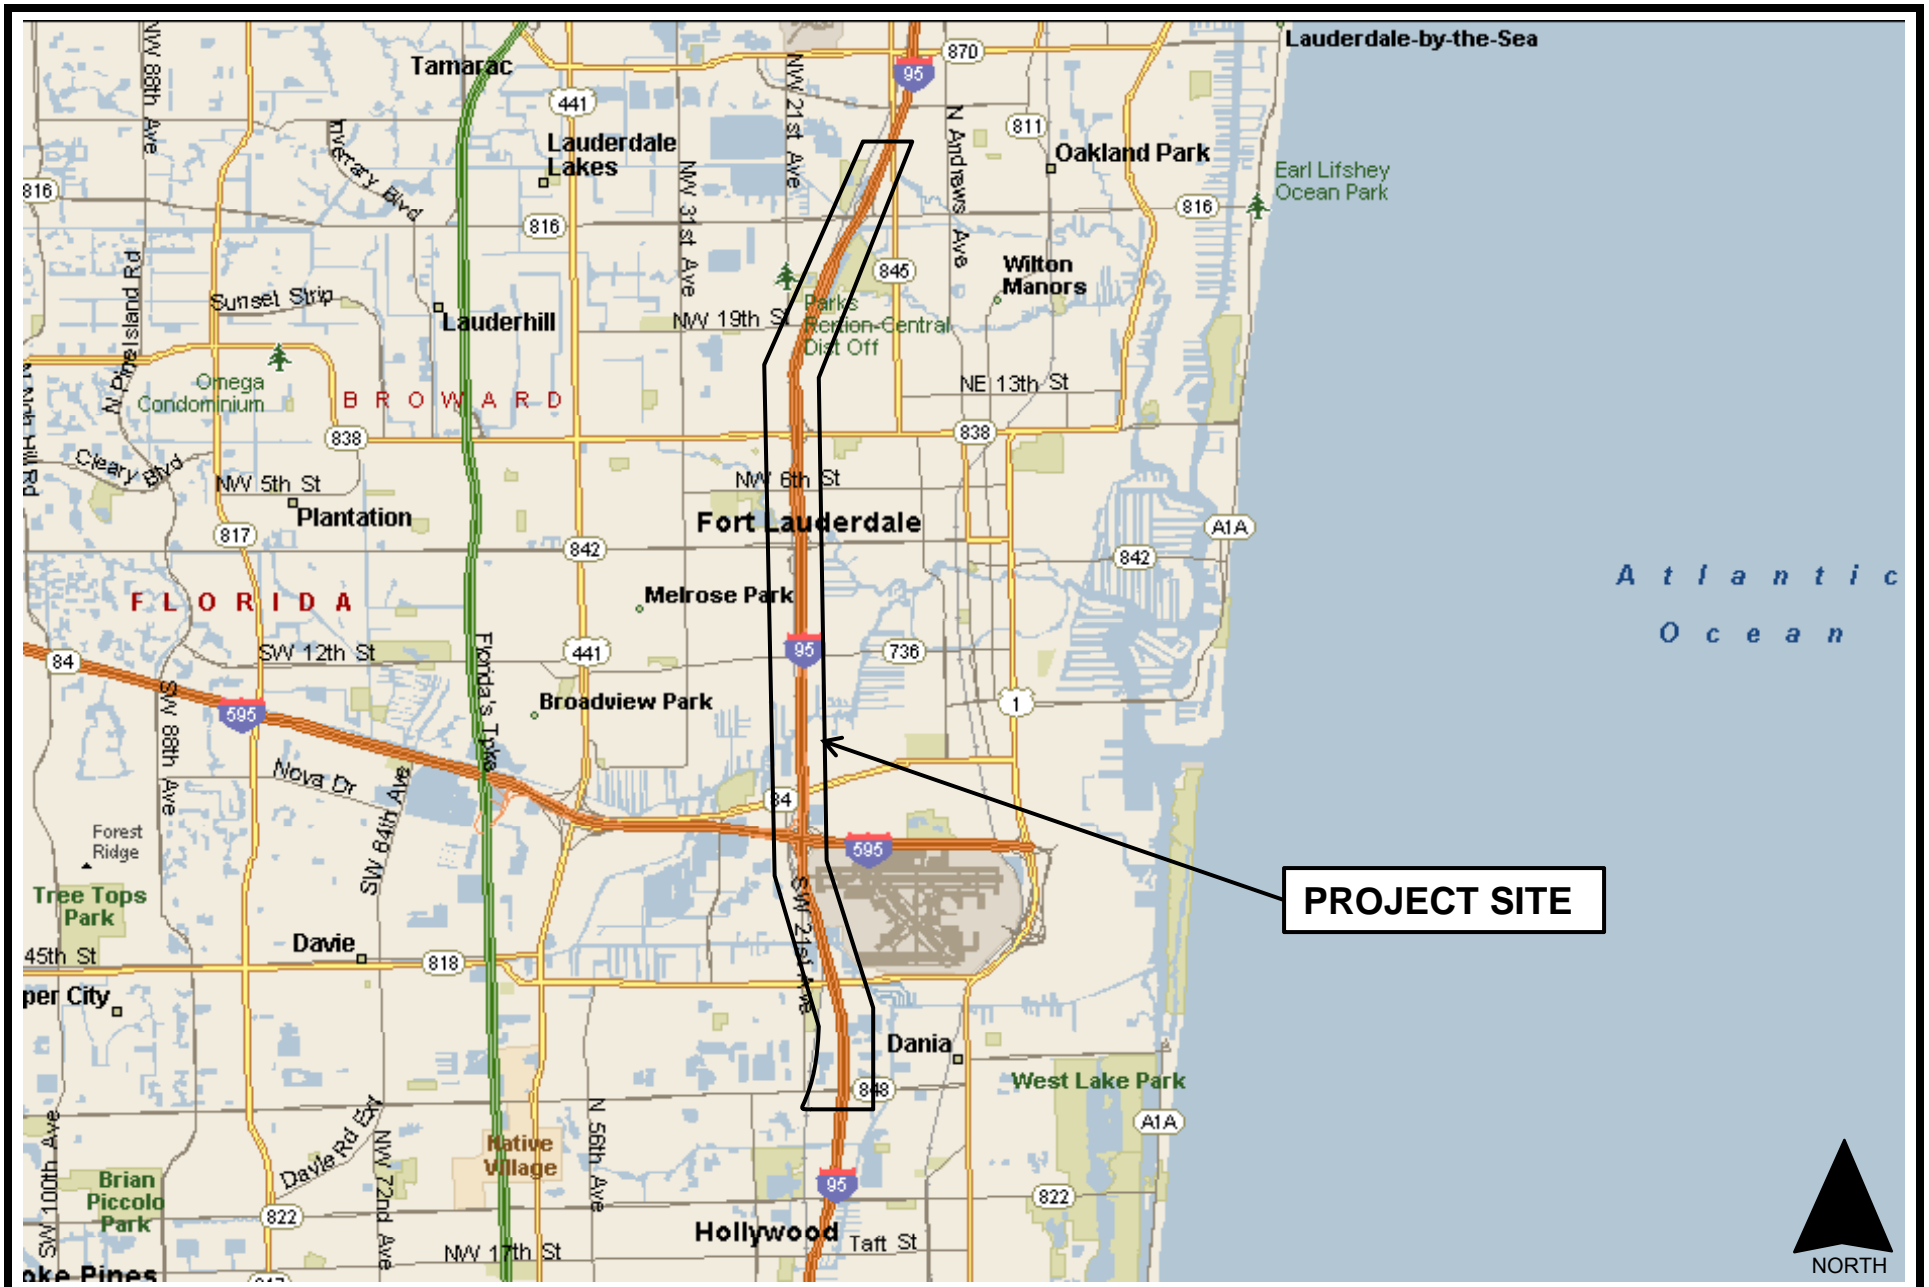 Lauderdale-by-the-Sea
Tamarac
870
95
NW 88th Ave
441
NW 21st Ave
N Andrews Ave
811
Inverrary Blvd
Lauderdale
Lakes
Oakland Park
Earl Lifshey
Ocean Park
816
816
816
NW 31st Ave
845
Wilton
Manors
N Pine Island Rd
Sunset Strip
Lauderhill
NW 19th St
Parks
Dist Off
Omega
Condominium
BROWARD
NE 13th St
838
838
Cleary Blvd
NW 5th St
NW 6th St
Plantation
Fort Lauderdale
817
842
842
A1A
Atlantic
Ocean
FLORIDA
Melrose Park
SW 12th St
441
95
736
84
Florida's Tpke
SW 88th Ave
Broadview Park
595
1
Nova Dr
SW 64th Ave
84
Forest
Ridge
595
Tree Tops
Park
SW 21st Ave
PROJECT SITE
Davie
45th St
818
per City
Dania
848
West Lake Park
A1A
SW 100th Ave
Davie Rd Ext
NW 72nd Ave
Native
Village
N 56th Ave
Brian
Piccolo
Park
95
822
822
Hollywood
Taft St
NW 17th St
oke Pines
NORTH